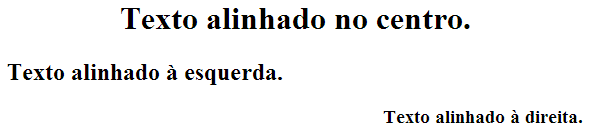 Texto alinhado no centro.
Texto alinhado à esquerda.
Texto alinhado à direita.